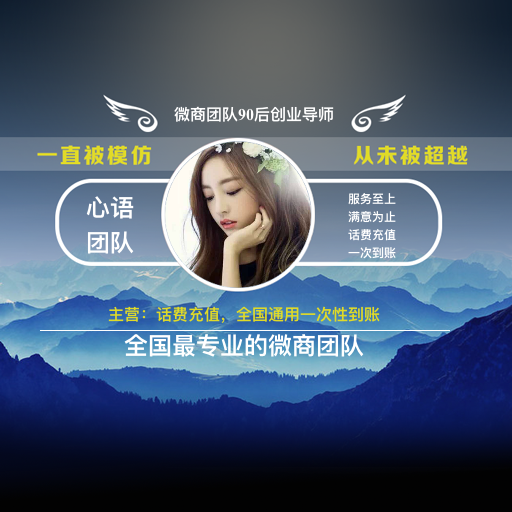 微商团队90后创业导师
一直被模仿
从未被超越
心语
团队
服务至上
满意为止
话费充值
一次到账
主营：话费充值，全国通用一次性到账
全国最专业的微商团队